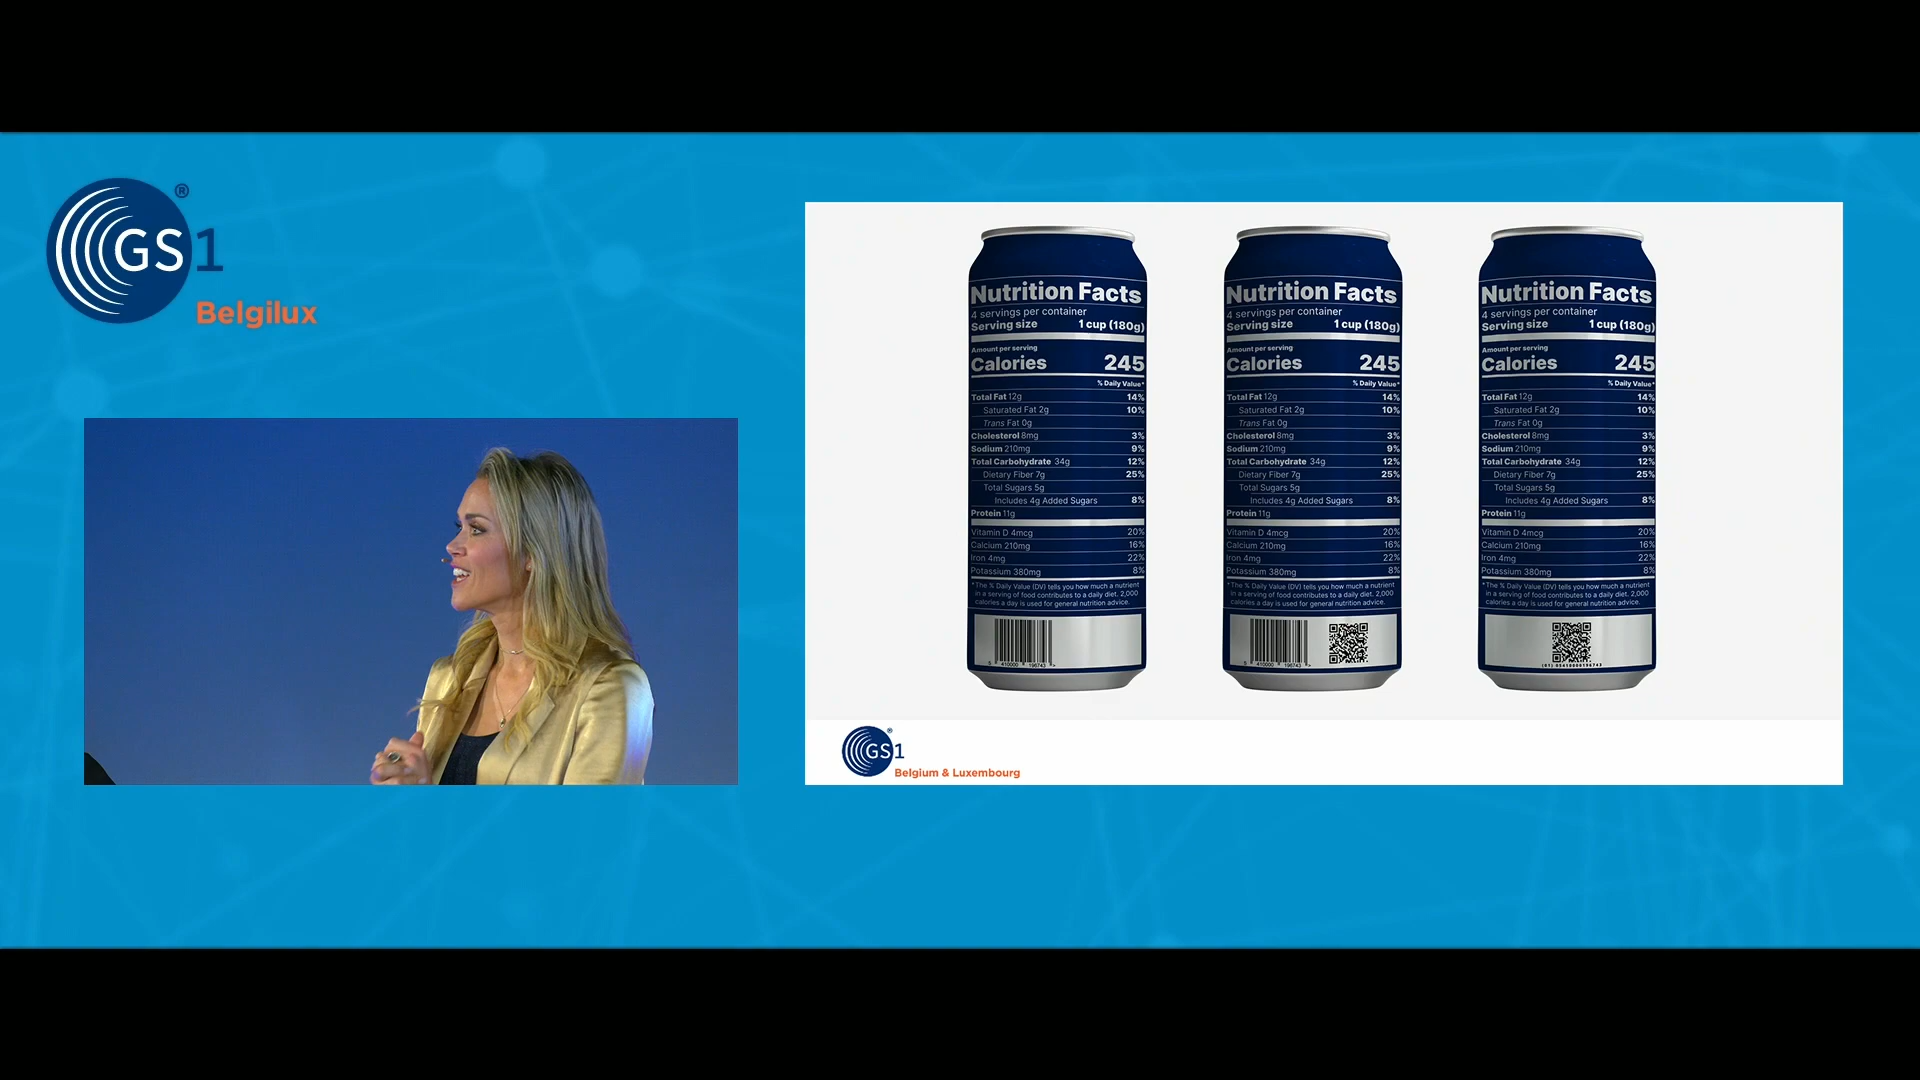 GS1®
Belgilux
Nutrition Facts
4 servings per container
Serving size 1 cup (180g)
Amount per serving
Calories 245
% Daily Value*
Total Fat 12g 14%
Saturated Fat 2g 10%
Trans Fat 0g
Cholesterol 8mg 3%
Sodium 210mg 9%
Total Carbohydrate 34g 12%
Dietary Fiber 7g 25%
Total Sugars 5g
Includes 4g Added Sugars 8%
Protein 11g
Vitamin D 4mcg 20%
Calcium 210mg 16%
Iron 4mg 22%
Potassium 380mg 8%
*The % Daily Value (DV) tells you how much a nutrient
in a serving of food contributes to a daily diet. 2,000
calories a day is used for general nutrition advice.
5 410000 196743 >
Nutrition Facts
4 servings per container
Serving size 1 cup (180g)
Amount per serving
Calories 245
% Daily Value*
Total Fat 12g 14%
Saturated Fat 2g 10%
Trans Fat 0g
Cholesterol 8mg 3%
Sodium 210mg 9%
Total Carbohydrate 34g 12%
Dietary Fiber 7g 25%
Total Sugars 5g
Includes 4g Added Sugars 8%
Protein 11g
Vitamin D 4mcg 20%
Calcium 210mg 16%
Iron 4mg 22%
Potassium 380mg 8%
*The % Daily Value (DV) tells you how much a nutrient
in a serving of food contributes to a daily diet. 2,000
calories a day is used for general nutrition advice.
5 410000 196743 >
Nutrition Facts
4 servings per container
Serving size 1 cup (180g)
Amount per serving
Calories 245
% Daily Value*
Total Fat 12g 14%
Saturated Fat 2g 10%
Trans Fat 0g
Cholesterol 8mg 3%
Sodium 210mg 9%
Total Carbohydrate 34g 12%
Dietary Fiber 7g 25%
Total Sugars 5g
Includes 4g Added Sugars 8%
Protein 11g
Vitamin D 4mcg 20%
Calcium 210mg 16%
Iron 4mg 22%
Potassium 380mg 8%
*The % Daily Value (DV) tells you how much a nutrient
in a serving of food contributes to a daily diet. 2,000
calories a day is used for general nutrition advice.
(01) 05410000196743
GS1®
Belgium & Luxembourg